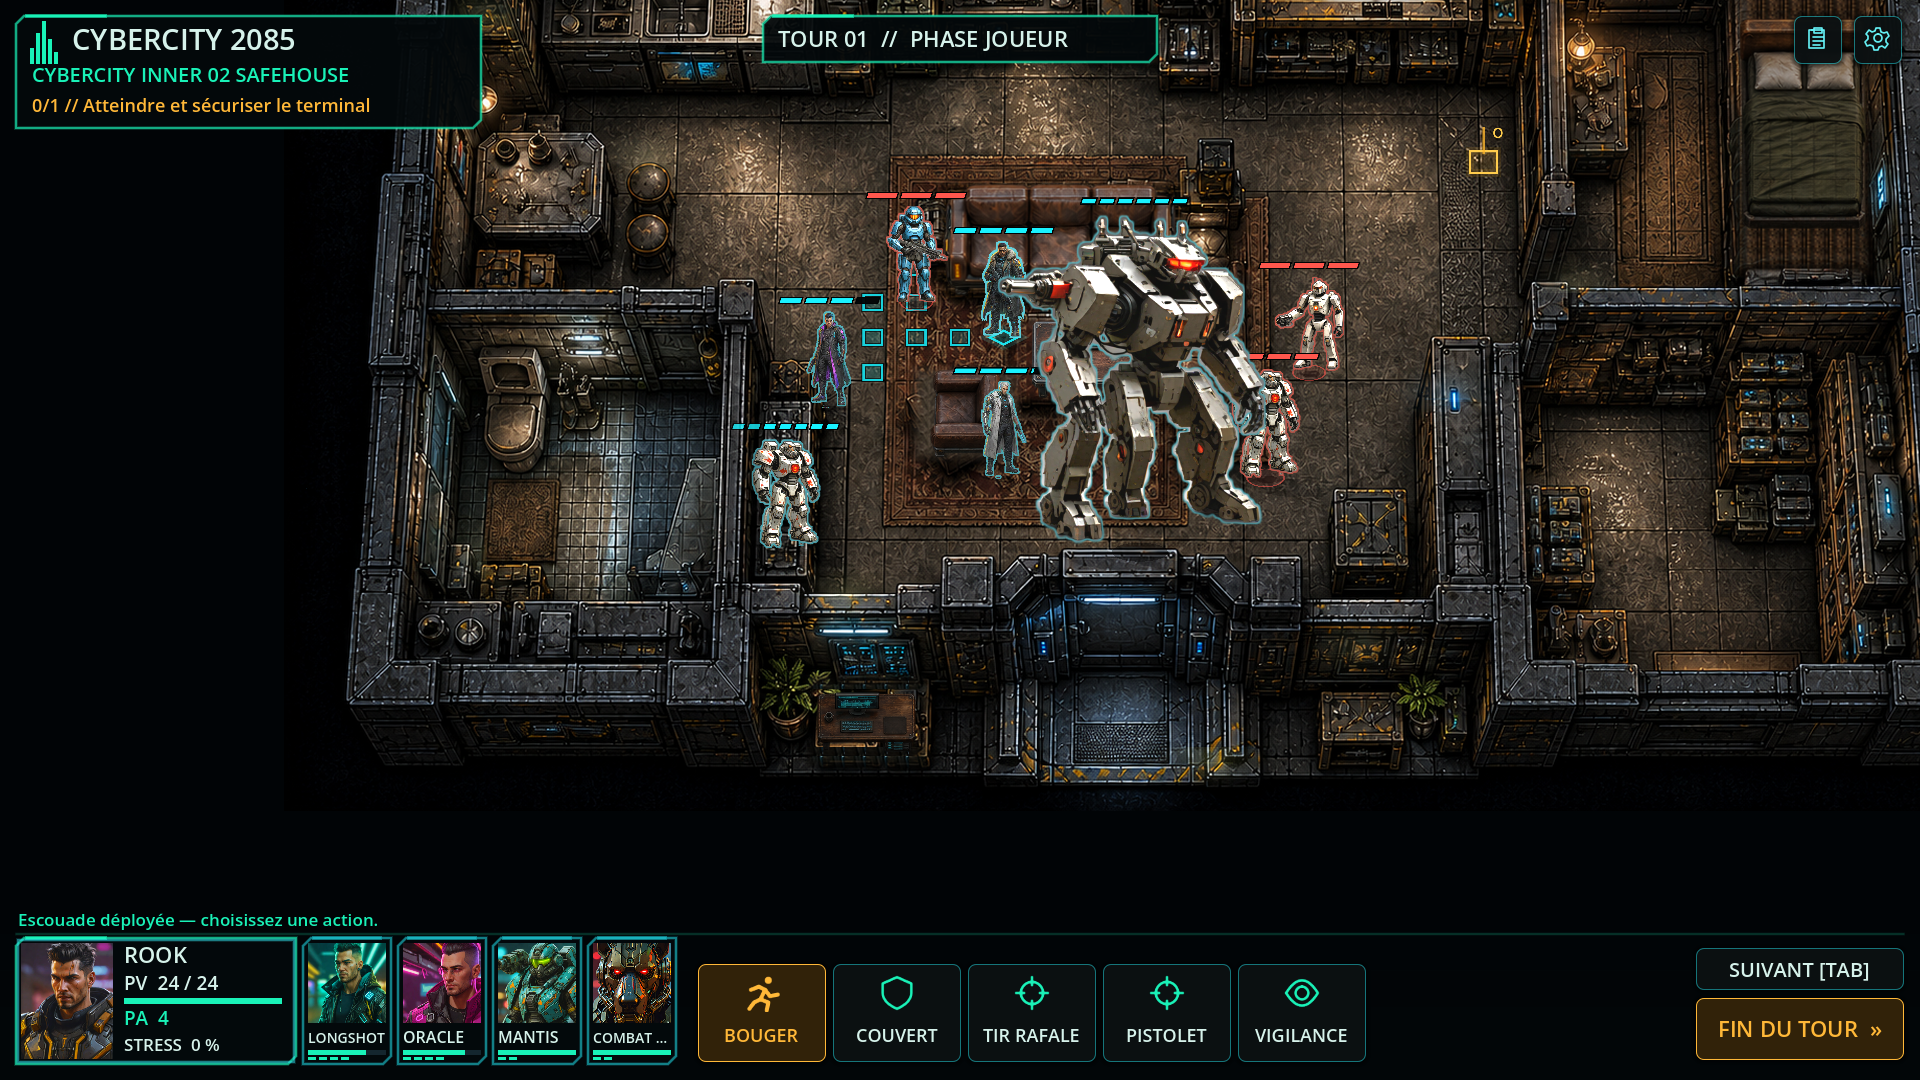 CYBERCITY 2085
CYBERCITY INNER 02 SAFEHOUSE
0/1 // Atteindre et sécuriser le terminal
TOUR 01 // PHASE JOUEUR
O
Escouade déployée — choisissez une action.
ROOK
PV 24 / 24
PA 4
STRESS 0 %
LONGSHOT
ORACLE
MANTIS
COMBAT ...
BOUGER
COUVERT
TIR RAFALE
PISTOLET
VIGILANCE
SUIVANT [TAB]
FIN DU TOUR »